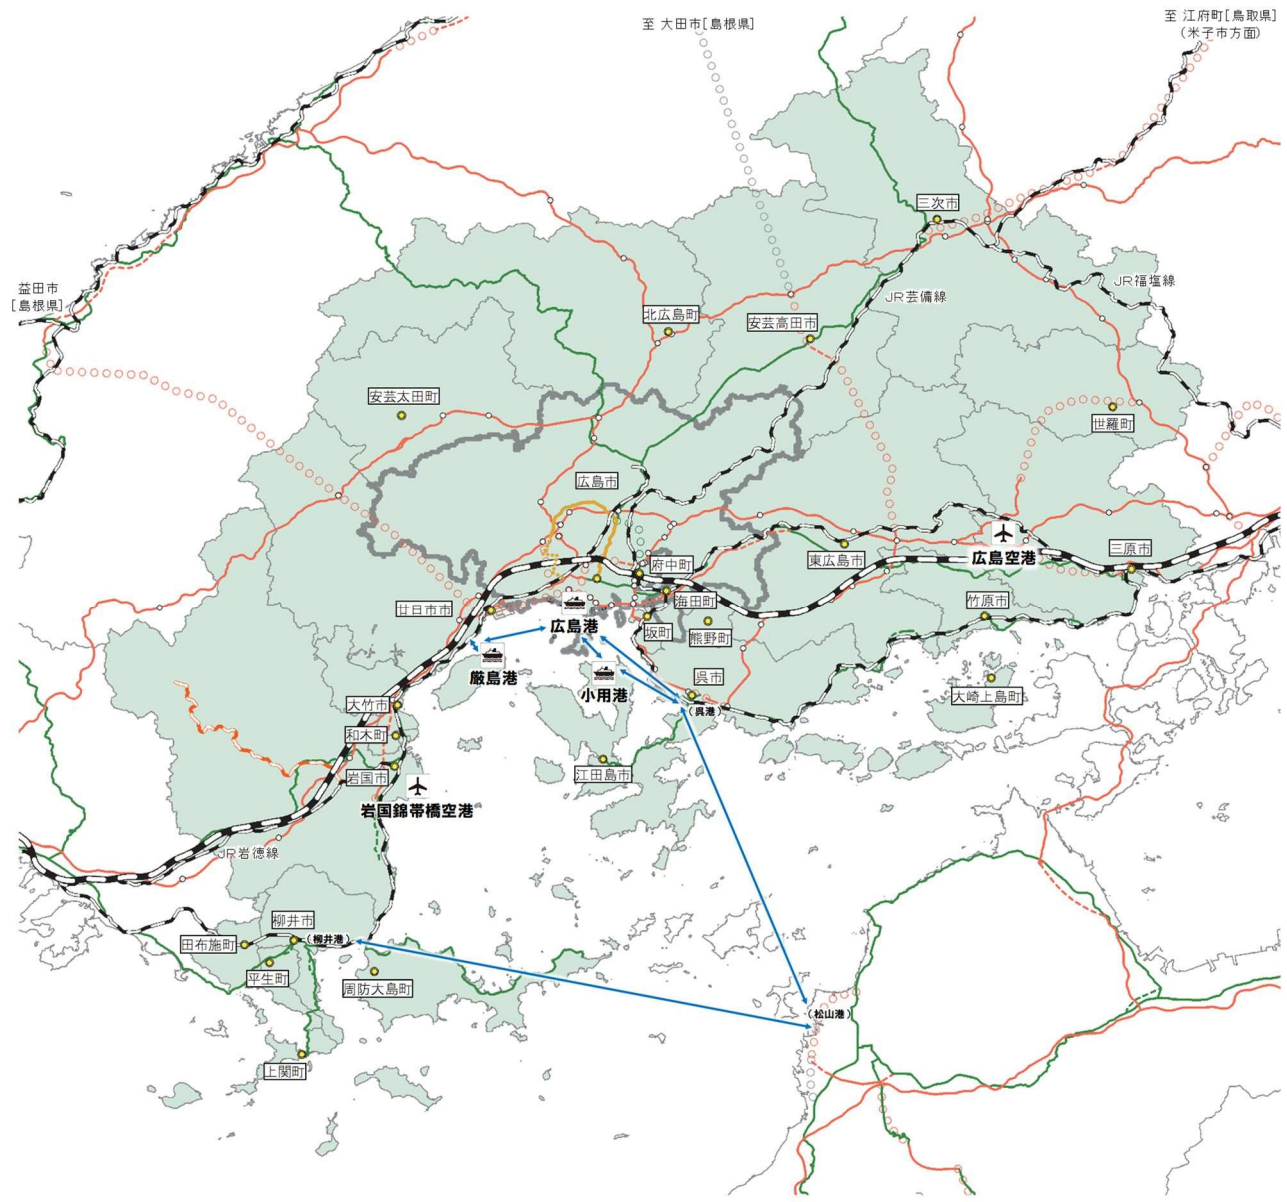 至 大田市[島根県]
至 江府町[鳥取県]
(米子市方面)
三次市
益田市
[島根県]
JR芸備線
JR福塩線
北広島町
安芸高田市
安芸太田町
世羅町
広島市
府中町
東広島市
広島空港
三原市
廿日市市
海田町
竹原市
広島港
坂町
熊野町
厳島港
小用港
呉市
(呉港)
大崎上島町
大竹市
和木町
岩国市
江田島市
岩国錦帯橋空港
JR岩徳線
柳井市
(柳井港)
田布施町
平生町
周防大島町
(松山港)
上関町